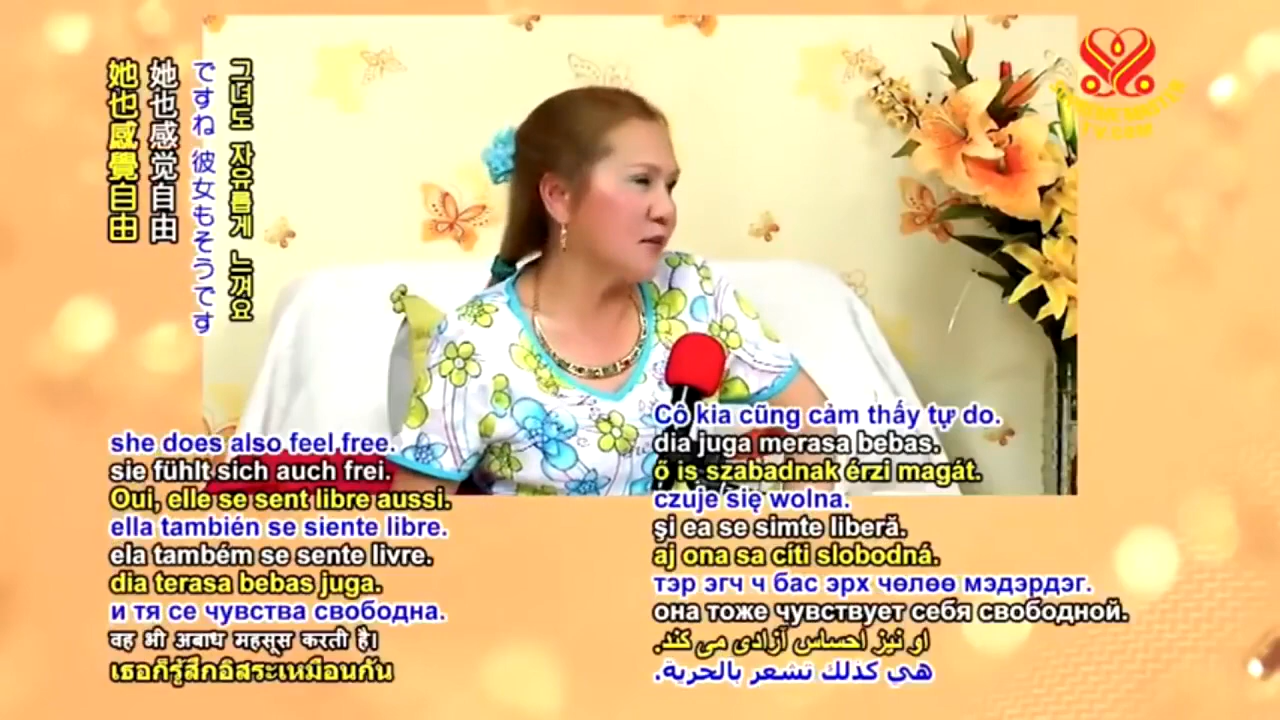 그녀도 자유롭게 느껴요
ですね 彼女もそうです
她也感觉自由
她也感覺自由
she does also feel free.
sie fühlt sich auch frei.
Oui, elle se sent libre aussi.
ella también se siente libre.
ela também se sente livre.
dia terasa bebas juga.
и тя се чувства свободна.
वह भी अबाध महसूस करती है।
เธอก็รู้สึกอิสระเหมือนกัน
Cô kia cũng cảm thấy tự do.
dia juga merasa bebas.
ő is szabadnak érzi magát.
czuje się wolna.
şi ea se simte liberă.
aj ona sa cíti slobodná.
тэр эгч ч бас эрх чөлөө мэдэрдэг.
она тоже чувствует себя свободной.
او نیز احساس آزادی می کند.
هي كذلك تشعر بالحرية.